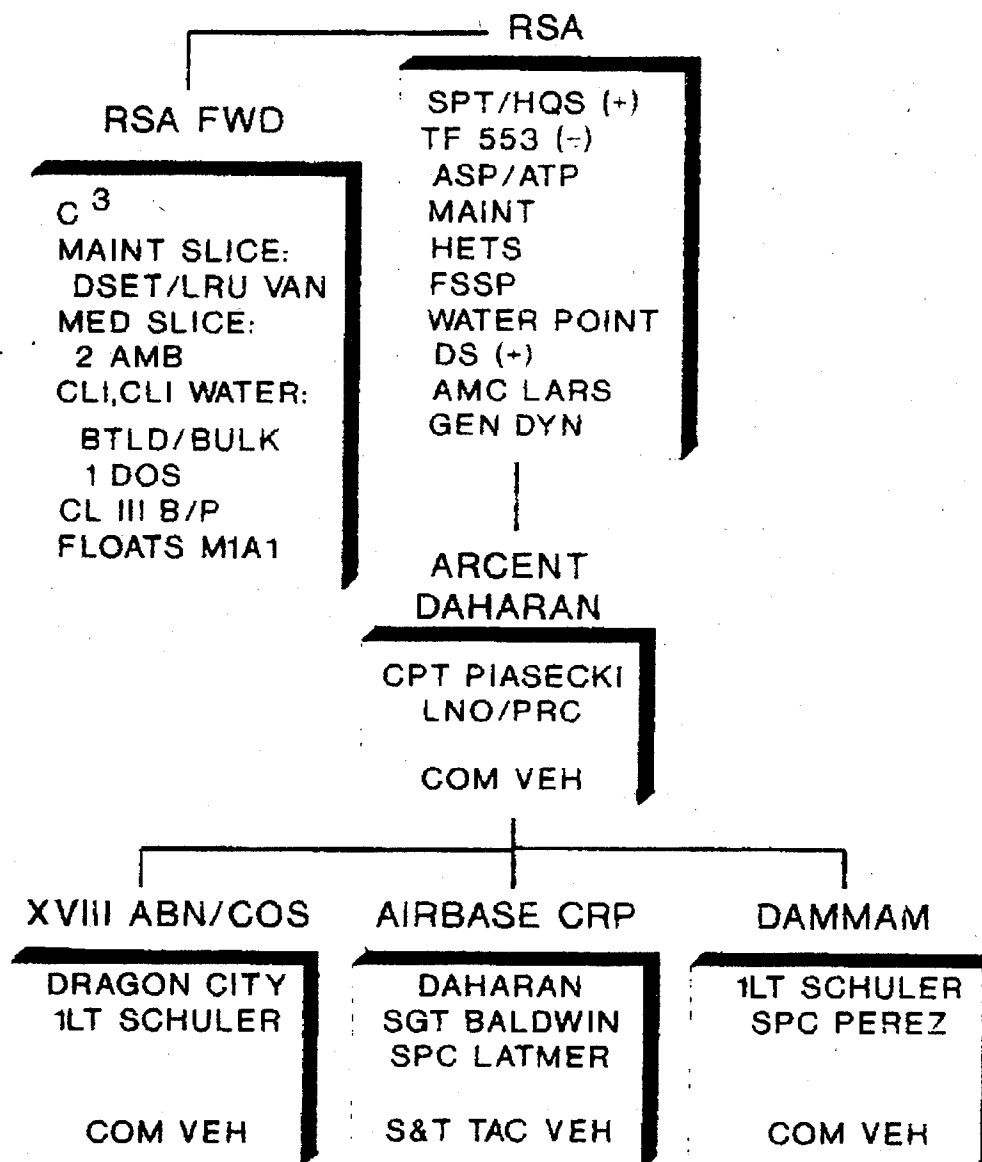 RSA
SPT/HQS (+)
TF 553 (-)
ASP/ATP
MAINT
HETS
FSSP
WATER POINT
DS (+)
AMC LARS
GEN DYN
RSA FWD
C 3
MAINT SLICE:
DSET/LRU VAN
MED SLICE:
2 AMB
CLI,CLI WATER:
BTLD/BULK
1 DOS
CL III B/P
FLOATS M1A1
ARCENT
DAHARAN
CPT PIASECKI
LNO/PRC
COM VEH
XVIII ABN/COS
DRAGON CITY
1LT SCHULER
COM VEH
AIRBASE CRP
DAHARAN
SGT BALDWIN
SPC LATMER
S&T TAC VEH
DAMMAM
1LT SCHULER
SPC PEREZ
COM VEH